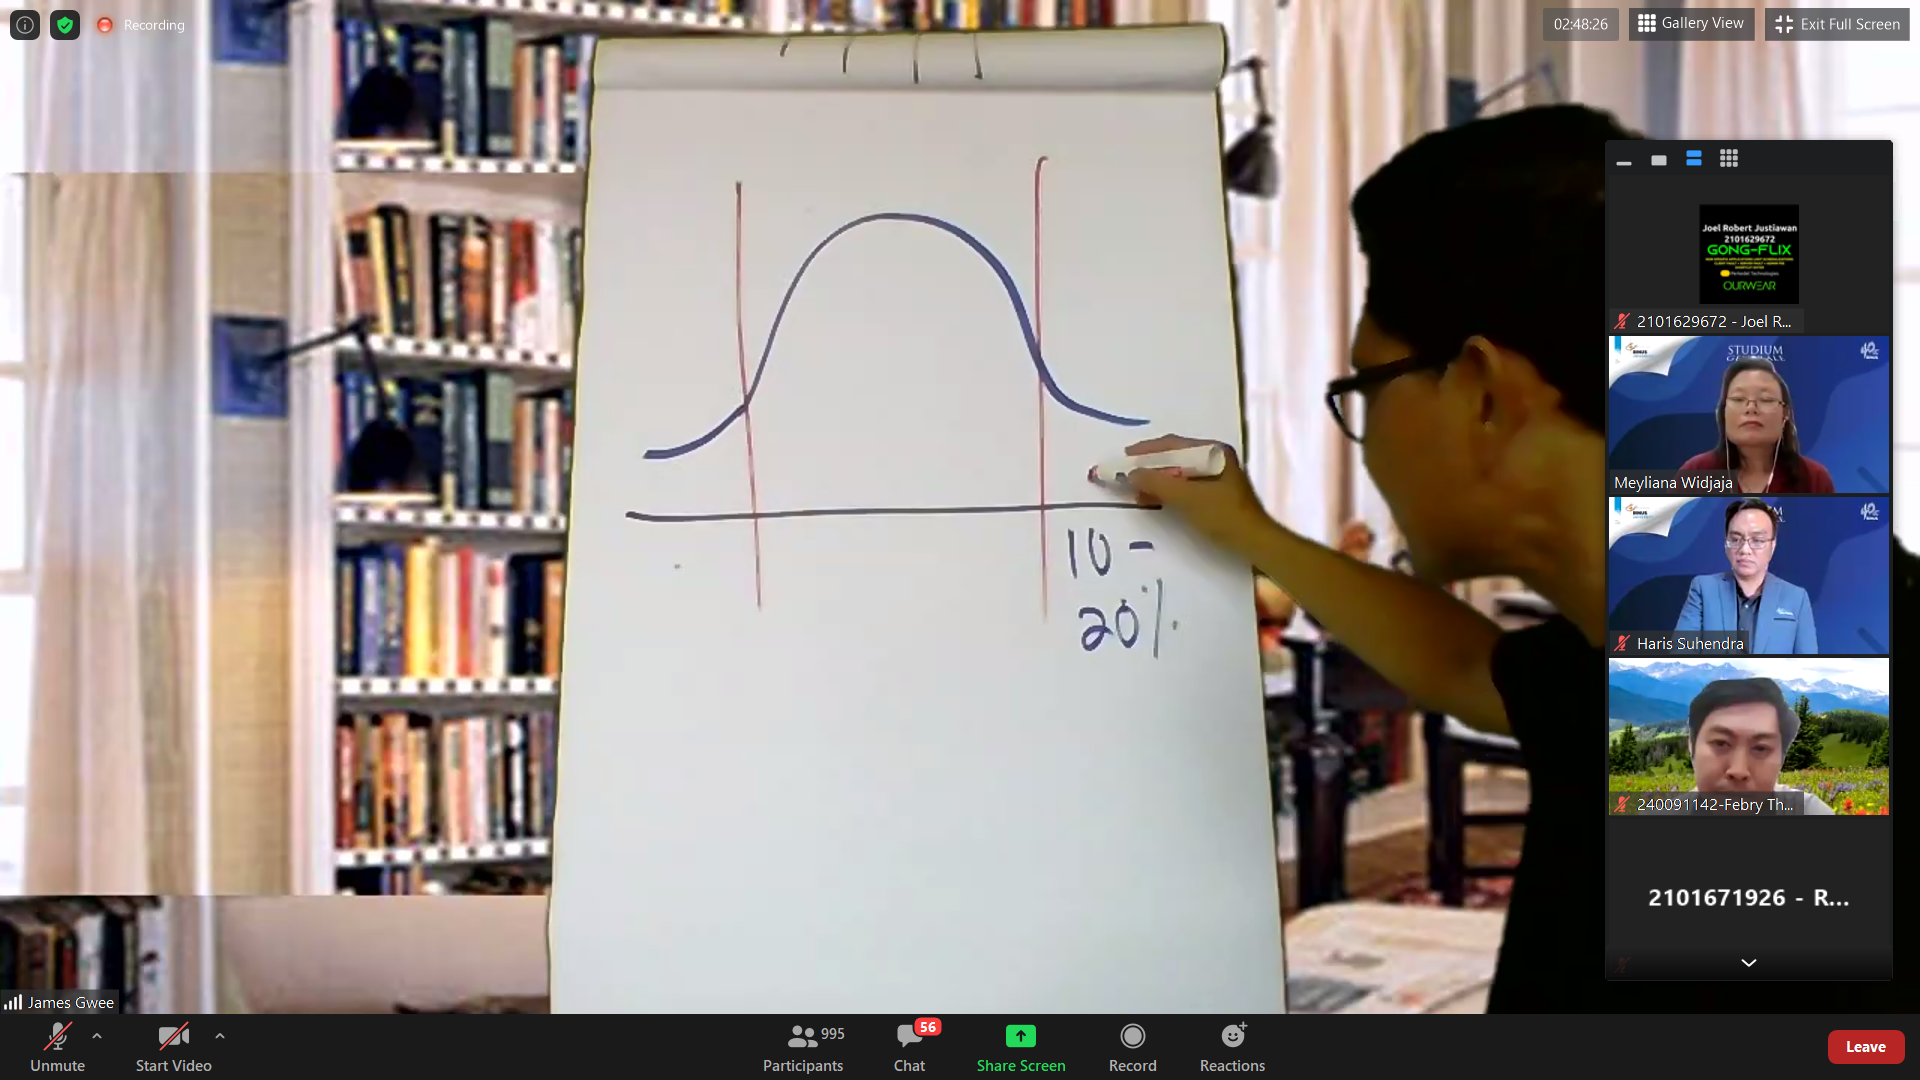 Recording
02:48:26
Gallery View
Exit Full Screen
10 -
20%
Joel Robert Justiawan
2101629672
GONG-FLIX
OURWEAR
2101629672 - Joel R...
STUDIUM
Meyliana Widjaja
Haris Suhendra
240091142-Febry Th...
2101671926 - R...
James Gwee
Unmute
Start Video
995
Participants
56
Chat
Share Screen
Record
Reactions
Leave